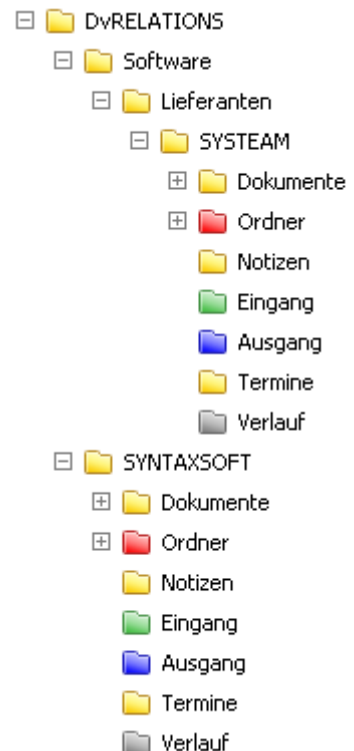 DvRELATIONS
Software
Lieferanten
SYSTEAM
Dokumente
Ordner
Notizen
Eingang
Ausgang
Termine
Verlauf
SYNTAXSOFT
Dokumente
Ordner
Notizen
Eingang
Ausgang
Termine
Verlauf